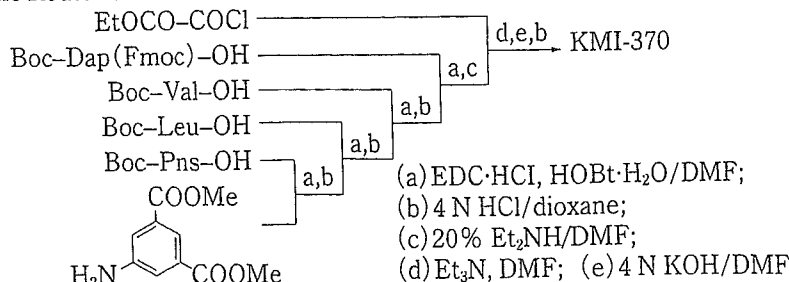 EtOCO–COCl
d,e,b
KMI-370
Boc–Dap(Fmoc)–OH
a,c
Boc–Val–OH
a,b
Boc–Leu–OH
a,b
Boc–Pns–OH
a,b
COOMe
H2N
COOMe
(a) EDC·HCl, HOBt·H2O/DMF;
(b) 4 N HCl/dioxane;
(c) 20% Et2NH/DMF;
(d) Et3N, DMF; (e) 4 N KOH/DMF